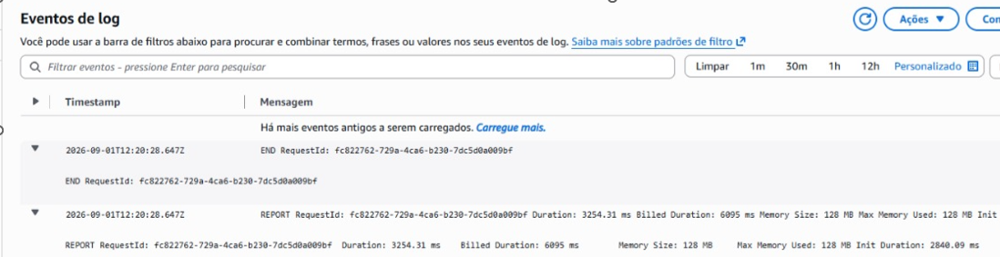 Eventos de log
Ações
Você pode usar a barra de filtros abaixo para procurar e combinar termos, frases ou valores nos seus eventos de log. Saiba mais sobre padrões de filtro
Filtrar eventos - pressione Enter para pesquisar
Limpar 1m 30m 1h 12h Personalizado
Timestamp Mensagem
Há mais eventos antigos a serem carregados. Carregue mais.
2026-09-01T12:20:28.647Z END RequestId: fc822762-729a-4ca6-b230-7dc5d0a009bf
END RequestId: fc822762-729a-4ca6-b230-7dc5d0a009bf
2026-09-01T12:20:28.647Z REPORT RequestId: fc822762-729a-4ca6-b230-7dc5d0a009bf Duration: 3254.31 ms Billed Duration: 6095 ms Memory Size: 128 MB Max Memory Used: 128 MB Init
REPORT RequestId: fc822762-729a-4ca6-b230-7dc5d0a009bf Duration: 3254.31 ms Billed Duration: 6095 ms Memory Size: 128 MB Max Memory Used: 128 MB Init Duration: 2840.09 ms